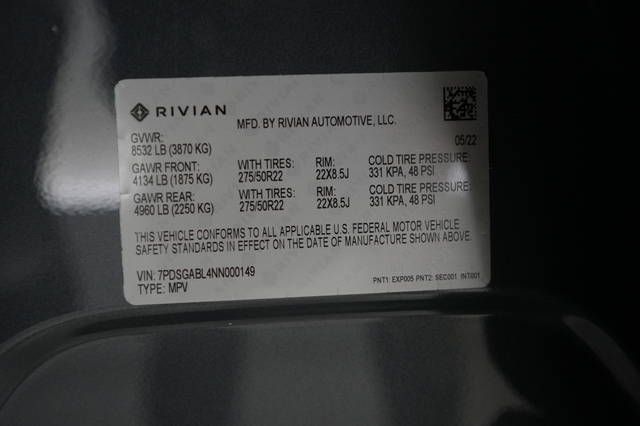 RIVIAN
MFD. BY RIVIAN AUTOMOTIVE, LLC.
GVWR:
8532 LB (3870 KG)
05/22
GAWR FRONT: WITH TIRES: RIM: COLD TIRE PRESSURE:
4134 LB (1875 KG) 275/50R22 22X8.5J 331 KPA, 48 PSI
GAWR REAR: WITH TIRES: RIM: COLD TIRE PRESSURE:
4960 LB (2250 KG) 275/50R22 22X8.5J 331 KPA, 48 PSI
THIS VEHICLE CONFORMS TO ALL APPLICABLE U.S. FEDERAL MOTOR VEHICLE
SAFETY STANDARDS IN EFFECT ON THE DATE OF MANUFACTURE SHOWN ABOVE.
VIN: 7PDSGABL4NN000149
TYPE: MPV
PNT1: EXP005 PNT2: SEC001 INT001